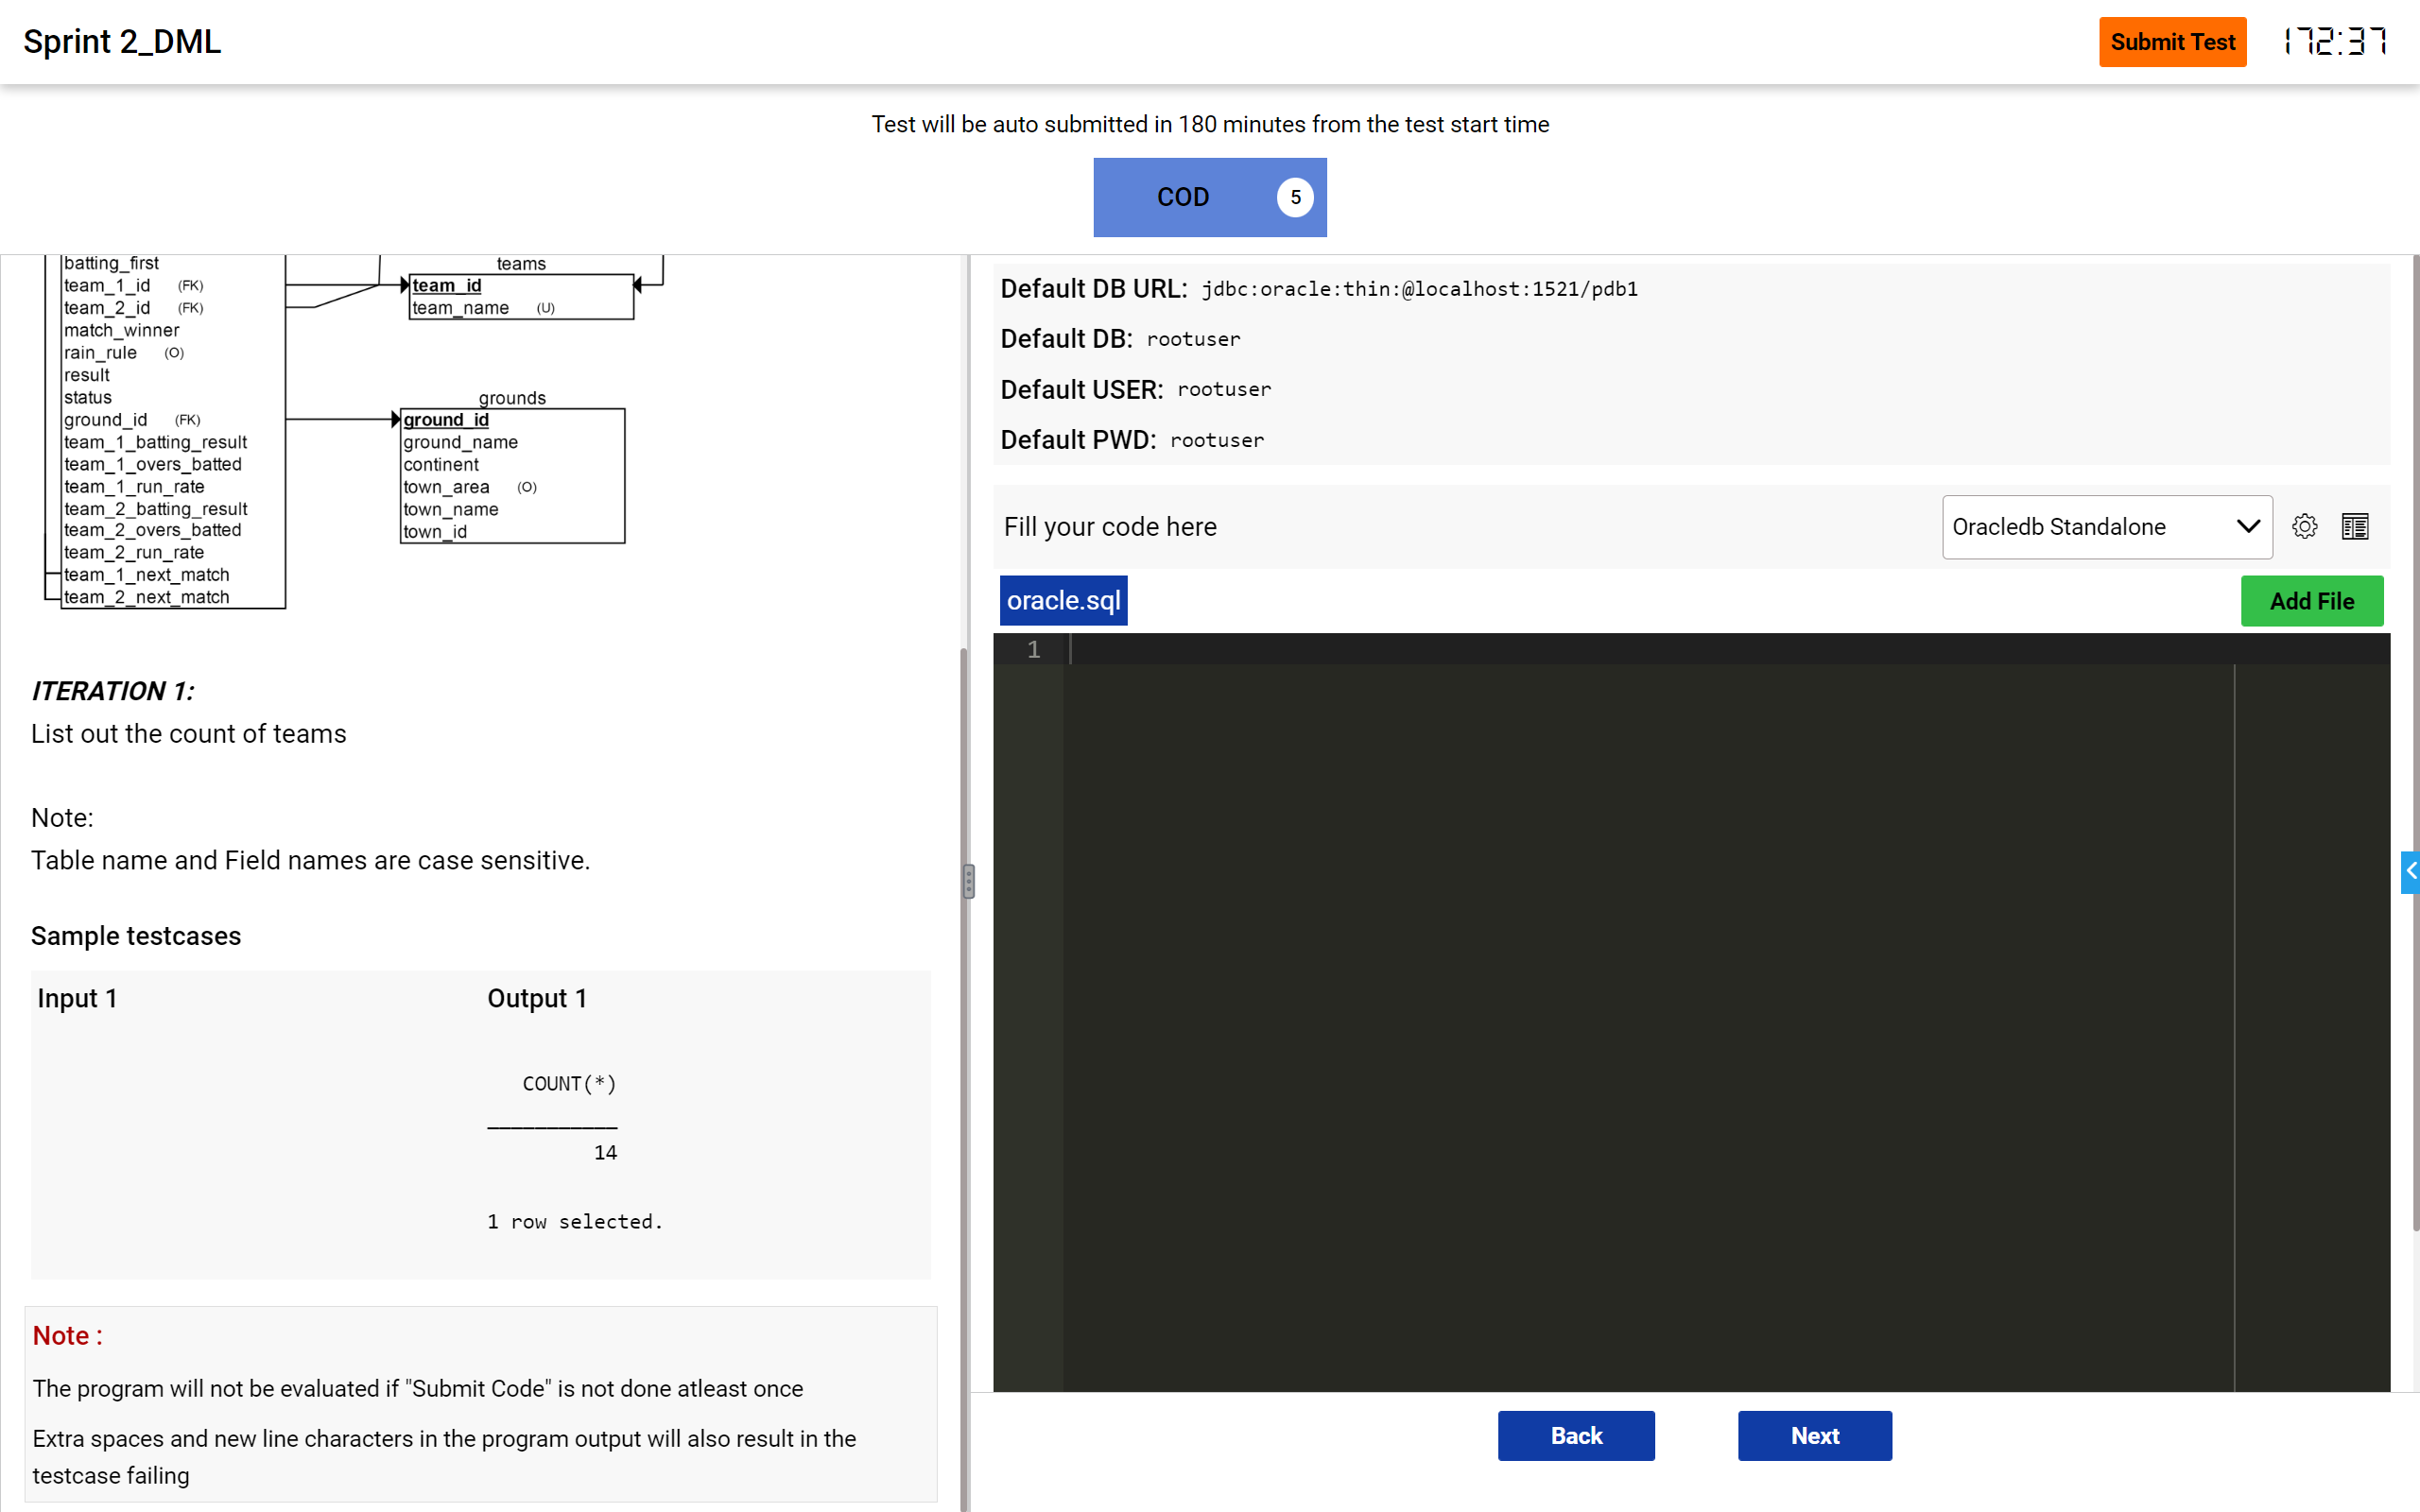 Sprint 2_DML
Submit Test
172:37
Test will be auto submitted in 180 minutes from the test start time
COD 5
batting_first
team_1_id (FK)
team_2_id (FK)
match_winner
rain_rule (O)
result
status
ground_id (FK)
team_1_batting_result
team_1_overs_batted
team_1_run_rate
team_2_batting_result
team_2_overs_batted
team_2_run_rate
team_1_next_match
team_2_next_match
teams
team_id
team_name (U)
grounds
ground_id
ground_name
continent
town_area (O)
town_name
town_id
ITERATION 1:
List out the count of teams
Note:
Table name and Field names are case sensitive.
Sample testcases
Input 1
Output 1
COUNT(*)
___________
14
1 row selected.
Note :
The program will not be evaluated if "Submit Code" is not done atleast once
Extra spaces and new line characters in the program output will also result in the
testcase failing
Default DB URL: jdbc:oracle:thin:@localhost:1521/pdb1
Default DB: rootuser
Default USER: rootuser
Default PWD: rootuser
Fill your code here
Oracledb Standalone
oracle.sql
Add File
1
Back
Next